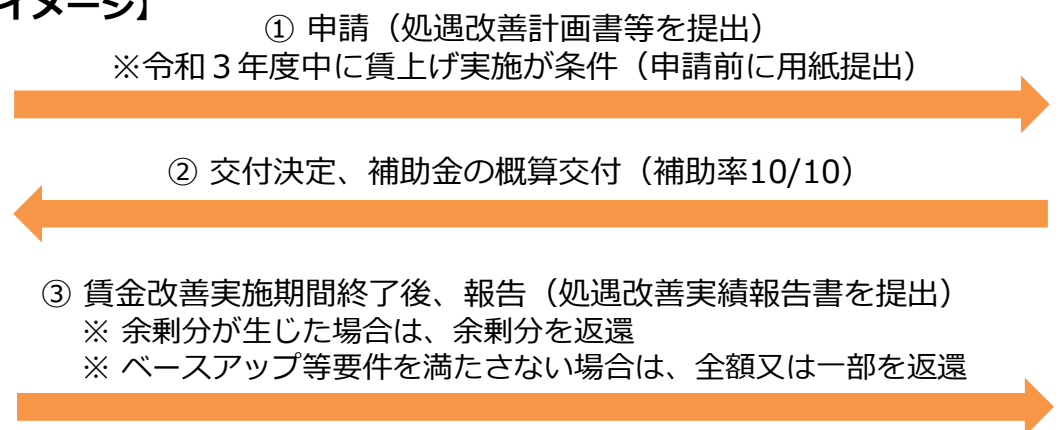 イメージ】
① 申請（処遇改善計画書等を提出）
※令和３年度中に賃上げ実施が条件（申請前に用紙提出）
② 交付決定、補助金の概算交付（補助率10/10）
③ 賃金改善実施期間終了後、報告（処遇改善実績報告書を提出）
※ 余剰分が生じた場合は、余剰分を返還
※ ベースアップ等要件を満たさない場合は、全額又は一部を返還